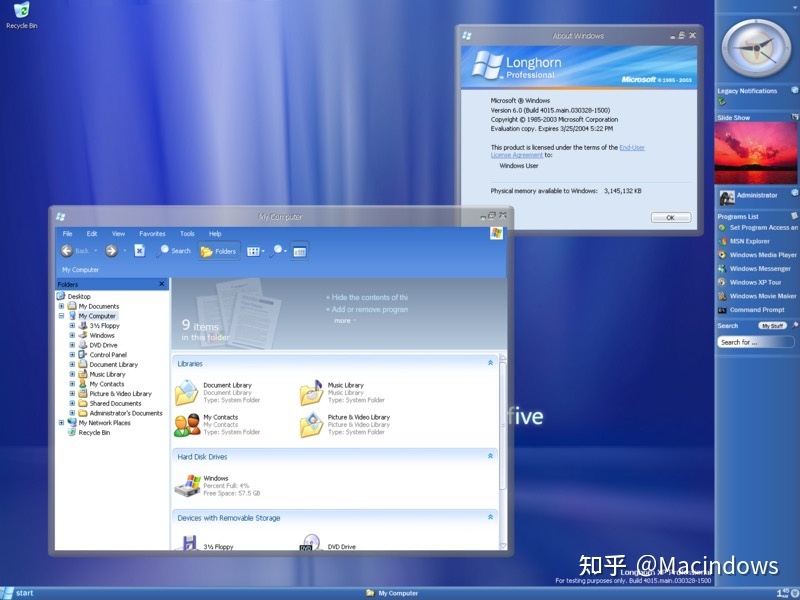 Recycle Bin
About Windows
Longhorn
Professional
Microsoft © 1985 - 2003
Microsoft ® Windows
Version 6.0 (Build 4015.main.030328-1500)
Copyright © 1985-2003 Microsoft Corporation
Evaluation copy. Expires 3/25/2004 5:22 PM
This product is licensed under the terms of the End-User
License Agreement to:
Windows User
Physical memory available to Windows: 3,145,132 KB
OK
My Computer
File Edit View Favorites Tools Help
Back Search Folders
My Computer
Folders
Desktop
My Documents
My Computer
3½ Floppy
Windows
DVD Drive
Control Panel
Document Library
Music Library
My Contacts
Picture & Video Library
Shared Documents
Administrator's Documents
My Network Places
Recycle Bin
9 items
in this folder
+ Hide the contents of thi
+ Add or remove program
more
Libraries
Document Library
Document Library
Type: System Folder
Music Library
Music Library
Type: System Folder
My Contacts
My Contacts
Type: System Folder
Picture & Video Library
Picture & Video Library
Type: System Folder
Hard Disk Drives
Windows
Percent Full: 4%
Free Space: 57.5 GB
Devices with Removable Storage
3½ Floppy
DVD Drive
five
Legacy Notifications
Slide Show
Administrator
Programs List
Set Program Access an
MSN Explorer
Windows Media Player
Windows Messenger
Windows XP Tour
Windows Movie Maker
Command Prompt
Search My Stuff
Search for ...
知乎 @Macindows
For testing purposes only. Build 4015.main.030328-1500
start
My Computer